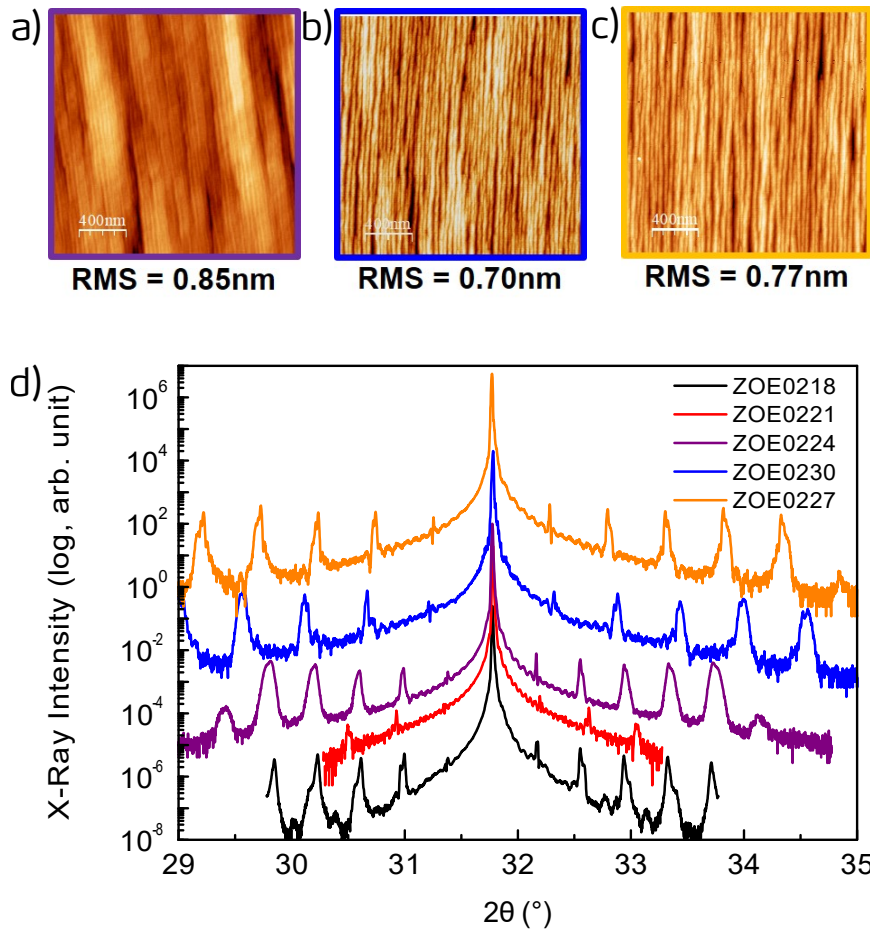 a)
b)
c)
400nm
400nm
400nm
RMS = 0.85nm
RMS = 0.70nm
RMS = 0.77nm
d)
X-Ray Intensity (log, arb. unit)
10^6
10^4
10^2
10^0
10^-2
10^-4
10^-6
10^-8
ZOE0218
ZOE0221
ZOE0224
ZOE0230
ZOE0227
29 30 31 32 33 34 35
2θ (°)